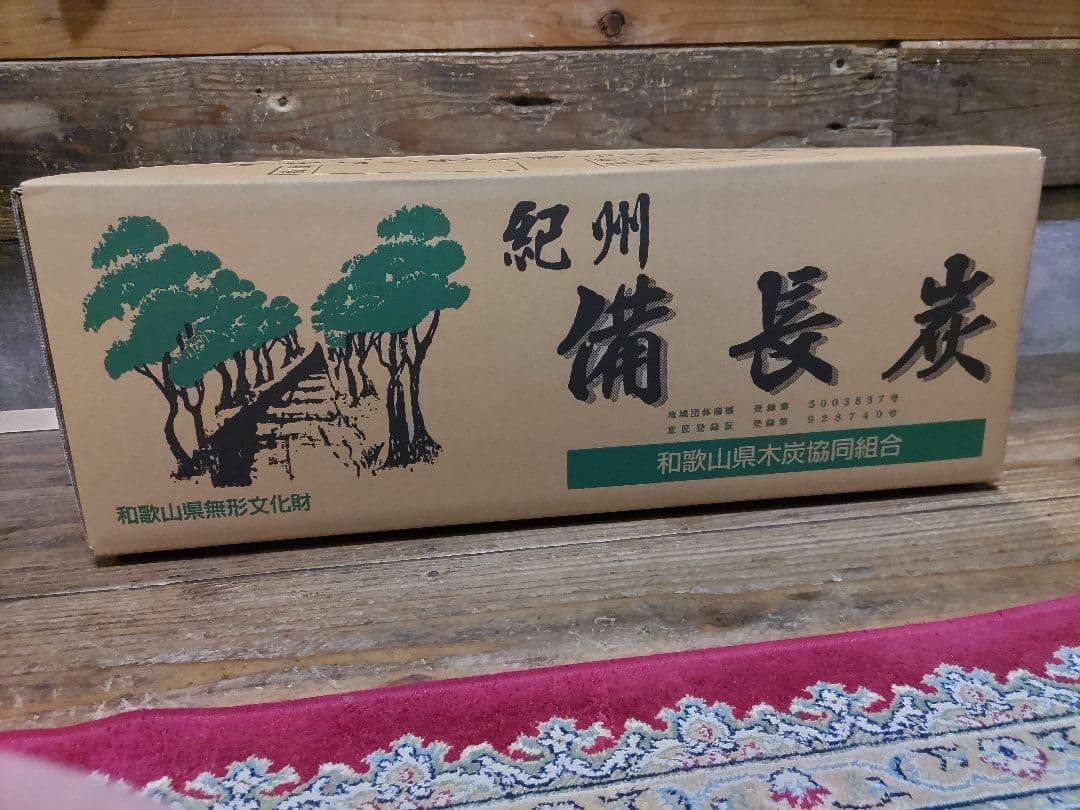 紀州
備長炭
地域団体商標 登録第 5003837号
意匠登録証 登録第 928740号
和歌山県木炭協同組合
和歌山県無形文化財